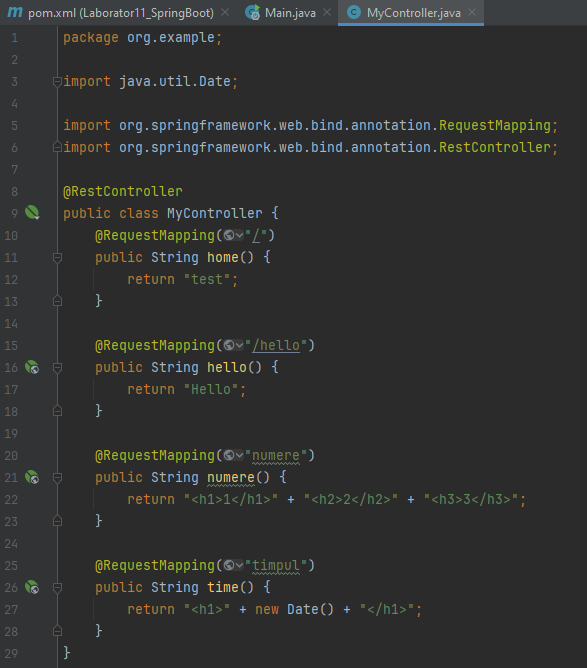 pom.xml (Laborator11_SpringBoot) Main.java MyController.java
1 package org.example;
2
3 import java.util.Date;
4
5 import org.springframework.web.bind.annotation.RequestMapping;
6 import org.springframework.web.bind.annotation.RestController;
7
8 @RestController
9 public class MyController {
10 @RequestMapping("/")
11 public String home() {
12 return "test";
13 }
14
15 @RequestMapping("/hello")
16 public String hello() {
17 return "Hello";
18 }
19
20 @RequestMapping("numere")
21 public String numere() {
22 return "<h1>1</h1>" + "<h2>2</h2>" + "<h3>3</h3>";
23 }
24
25 @RequestMapping("timpul")
26 public String time() {
27 return "<h1>" + new Date() + "</h1>";
28 }
29 }